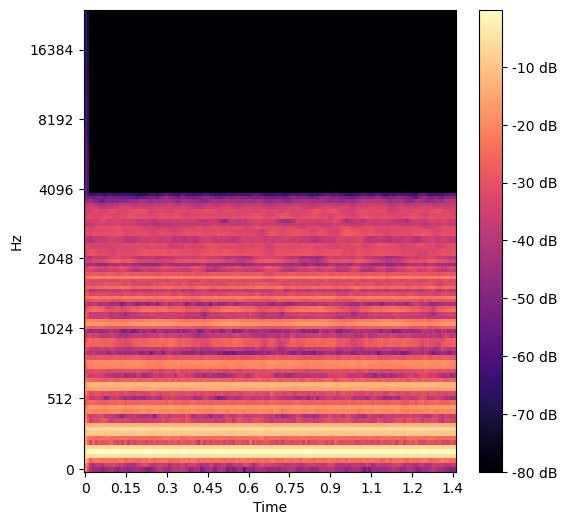 16384
8192
4096
2048
1024
512
0
Hz
0 0.15 0.3 0.45 0.6 0.75 0.9 1.1 1.2 1.4
Time
-10 dB
-20 dB
-30 dB
-40 dB
-50 dB
-60 dB
-70 dB
-80 dB